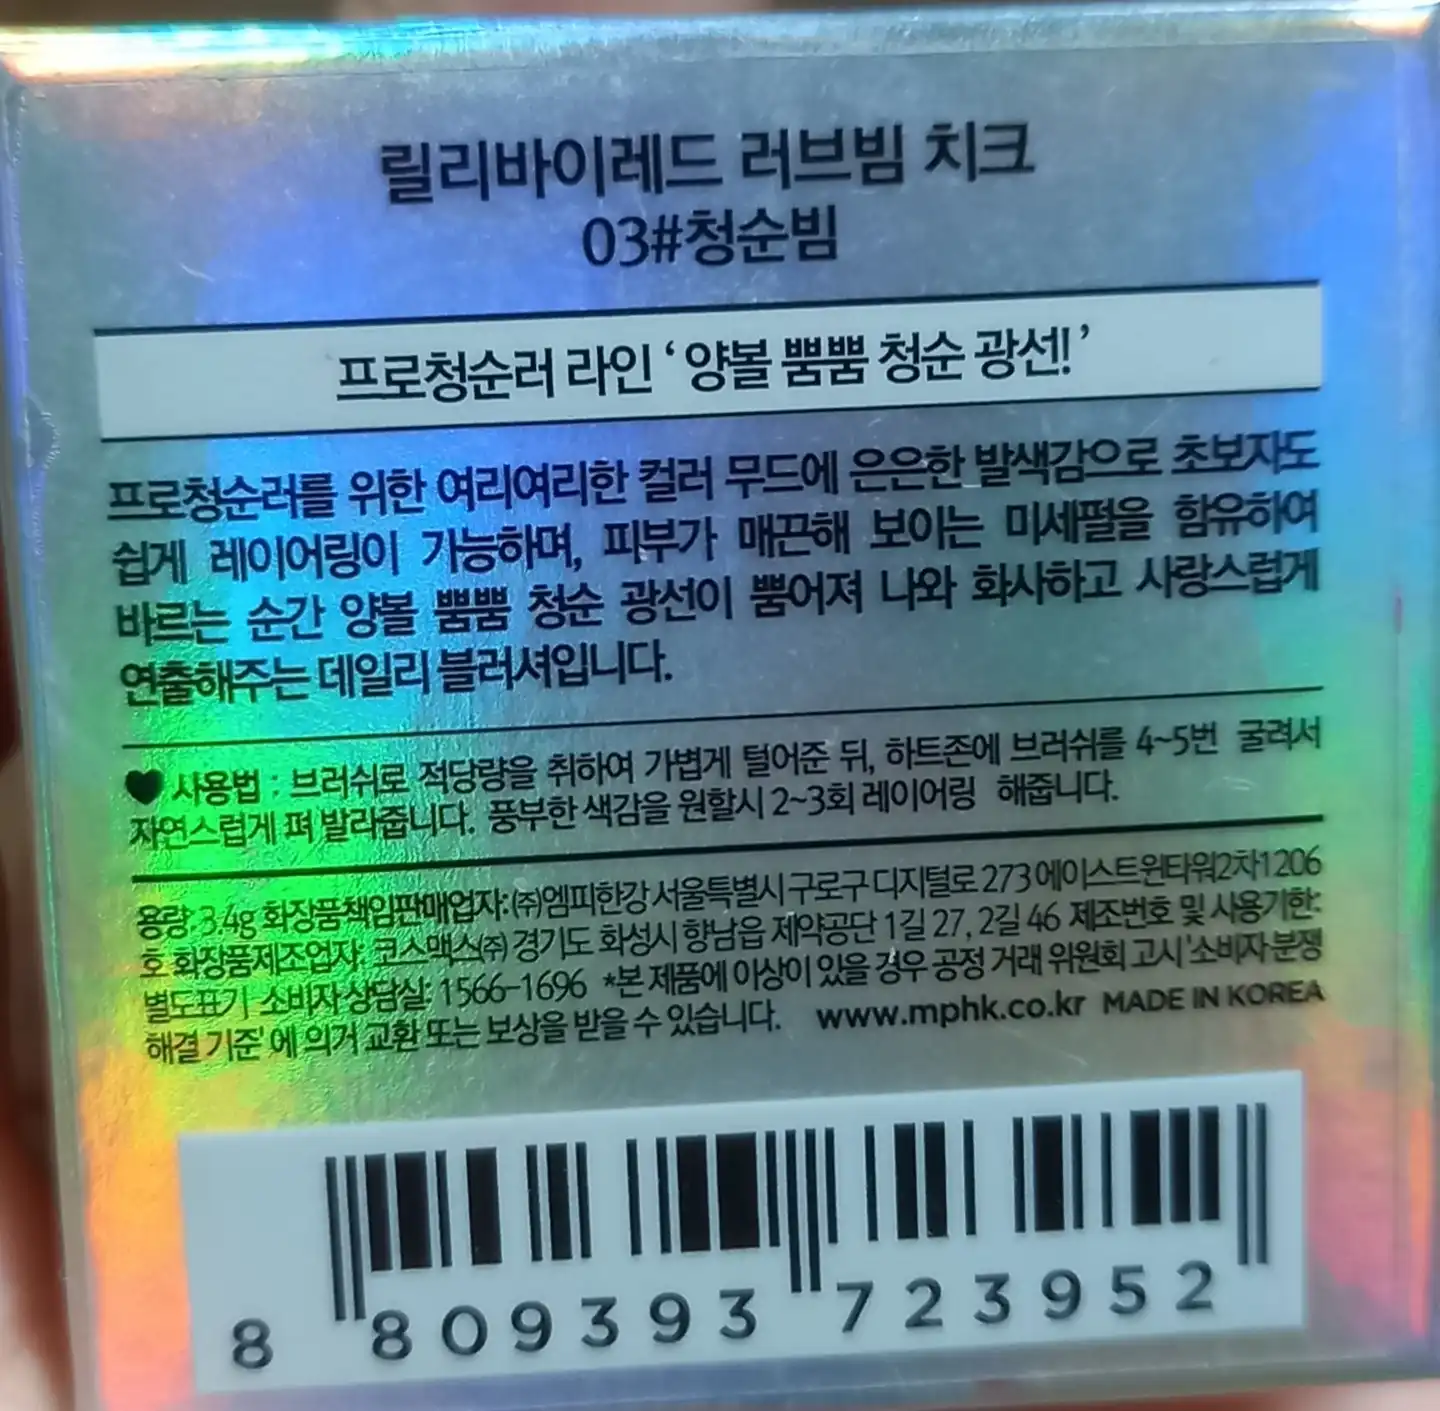 릴리바이레드 러브빔 치크
03#청순빔
프로청순러 라인 ‘ 양볼 뿜뿜 청순 광선! ’
프로청순러를 위한 여리여리한 컬러 무드에 은은한 발색감으로 초보자도
쉽게 레이어링이 가능하며, 피부가 매끈해 보이는 미세펄을 함유하여
바르는 순간 양볼 뿜뿜 청순 광선이 뿜어져 나와 화사하고 사랑스럽게
연출해주는 데일리 블러셔입니다.
♥ 사용법 : 브러쉬로 적당량을 취하여 가볍게 털어준 뒤, 하트존에 브러쉬를 4~5번 굴려서
자연스럽게 펴 발라줍니다. 풍부한 색감을 원할시 2~3회 레이어링 해줍니다.
용량: 3.4g 화장품책임판매업자: ㈜엠피한강 서울특별시 구로구 디지털로 273 에이스트윈타워2차1206
호 화장품제조업자: 코스맥스㈜ 경기도 화성시 향남읍 제약공단 1길 27, 2길 46 제조번호 및 사용기한:
별도표기 소비자상담실: 1566-1696 *본 제품에 이상이 있을 경우 공정 거래 위원회 고시 '소비자 분쟁
해결 기준' 에 의거 교환 또는 보상을 받을 수 있습니다. www.mphk.co.kr MADE IN KOREA
8 809393 723952